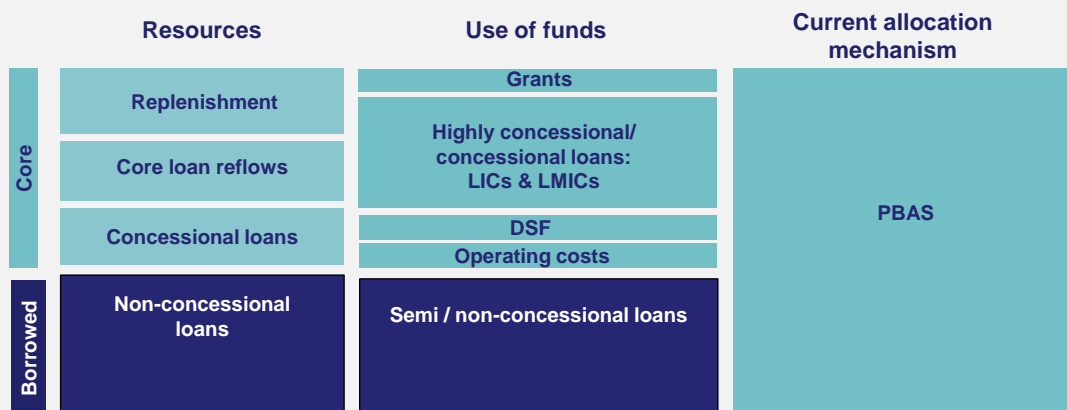 Resources
Use of funds
Current allocation
mechanism
Core
Replenishment
Core loan reflows
Concessional loans
Grants
Highly concessional/
concessional loans:
LICs & LMICs
DSF
Operating costs
PBAS
Borrowed
Non-concessional
loans
Semi / non-concessional loans